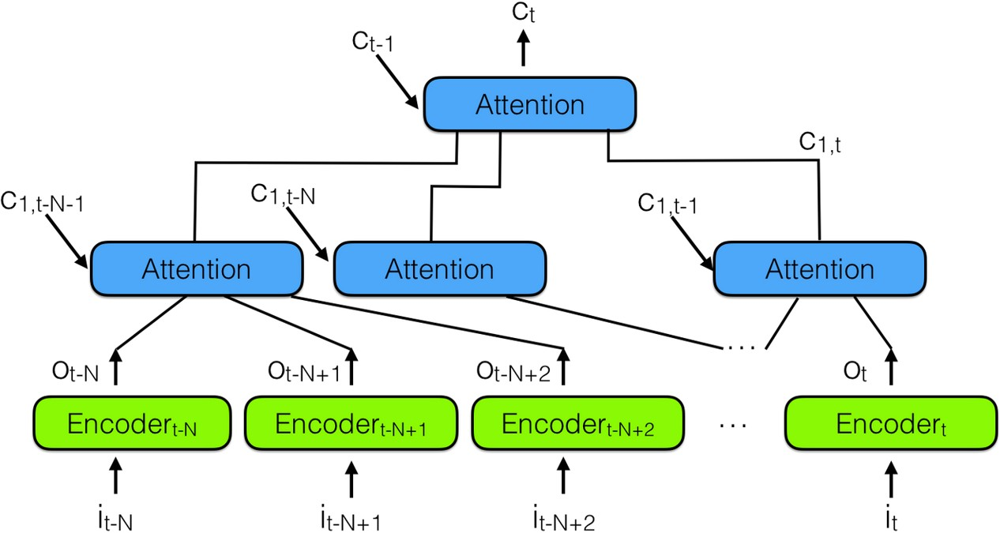 Ct
Ct-1
Attention
C1,t
C1,t-N-1
C1,t-N
C1,t-1
Attention
Attention
Attention
...
Ot-N
Ot-N+1
Ot-N+2
Ot
Encodert-N
Encodert-N+1
Encodert-N+2
...
Encodert
it-N
it-N+1
it-N+2
it